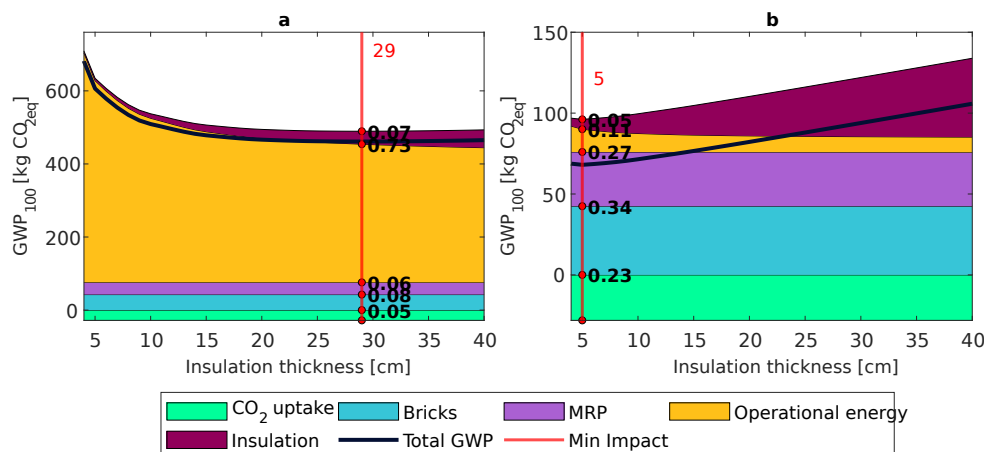 a
GWP100 [kg CO2eq]
600
400
200
0
29
0.07
0.73
0.06
0.08
0.05
5 10 15 20 25 30 35 40
Insulation thickness [cm]
b
GWP100 [kg CO2eq]
150
100
50
0
5
0.05
0.11
0.27
0.34
0.23
5 10 15 20 25 30 35 40
Insulation thickness [cm]
CO2 uptake Bricks MRP Operational energy
Insulation Total GWP Min Impact